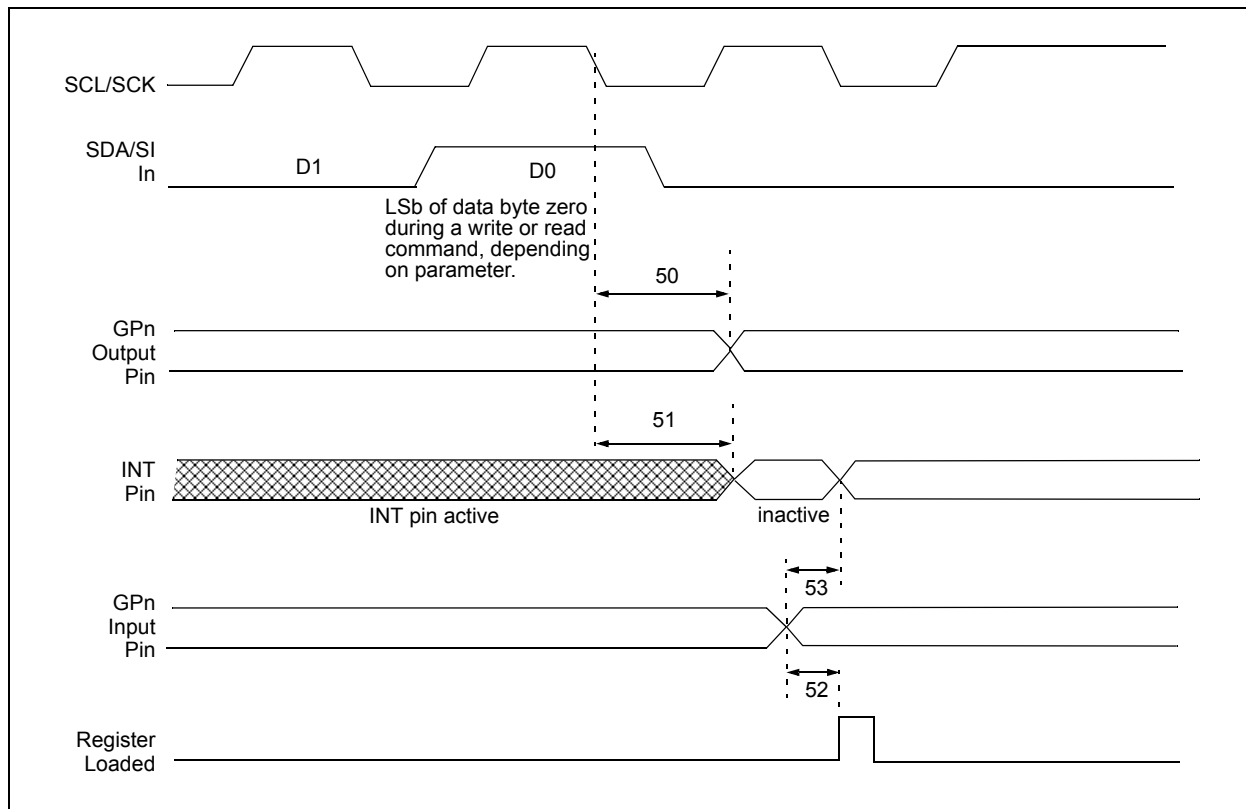 SCL/SCK
SDA/SI
In
D1
D0
LSb of data byte zero
during a write or read
command, depending
on parameter.
50
GPn
Output
Pin
51
INT
Pin
INT pin active
inactive
53
GPn
Input
Pin
52
Register
Loaded